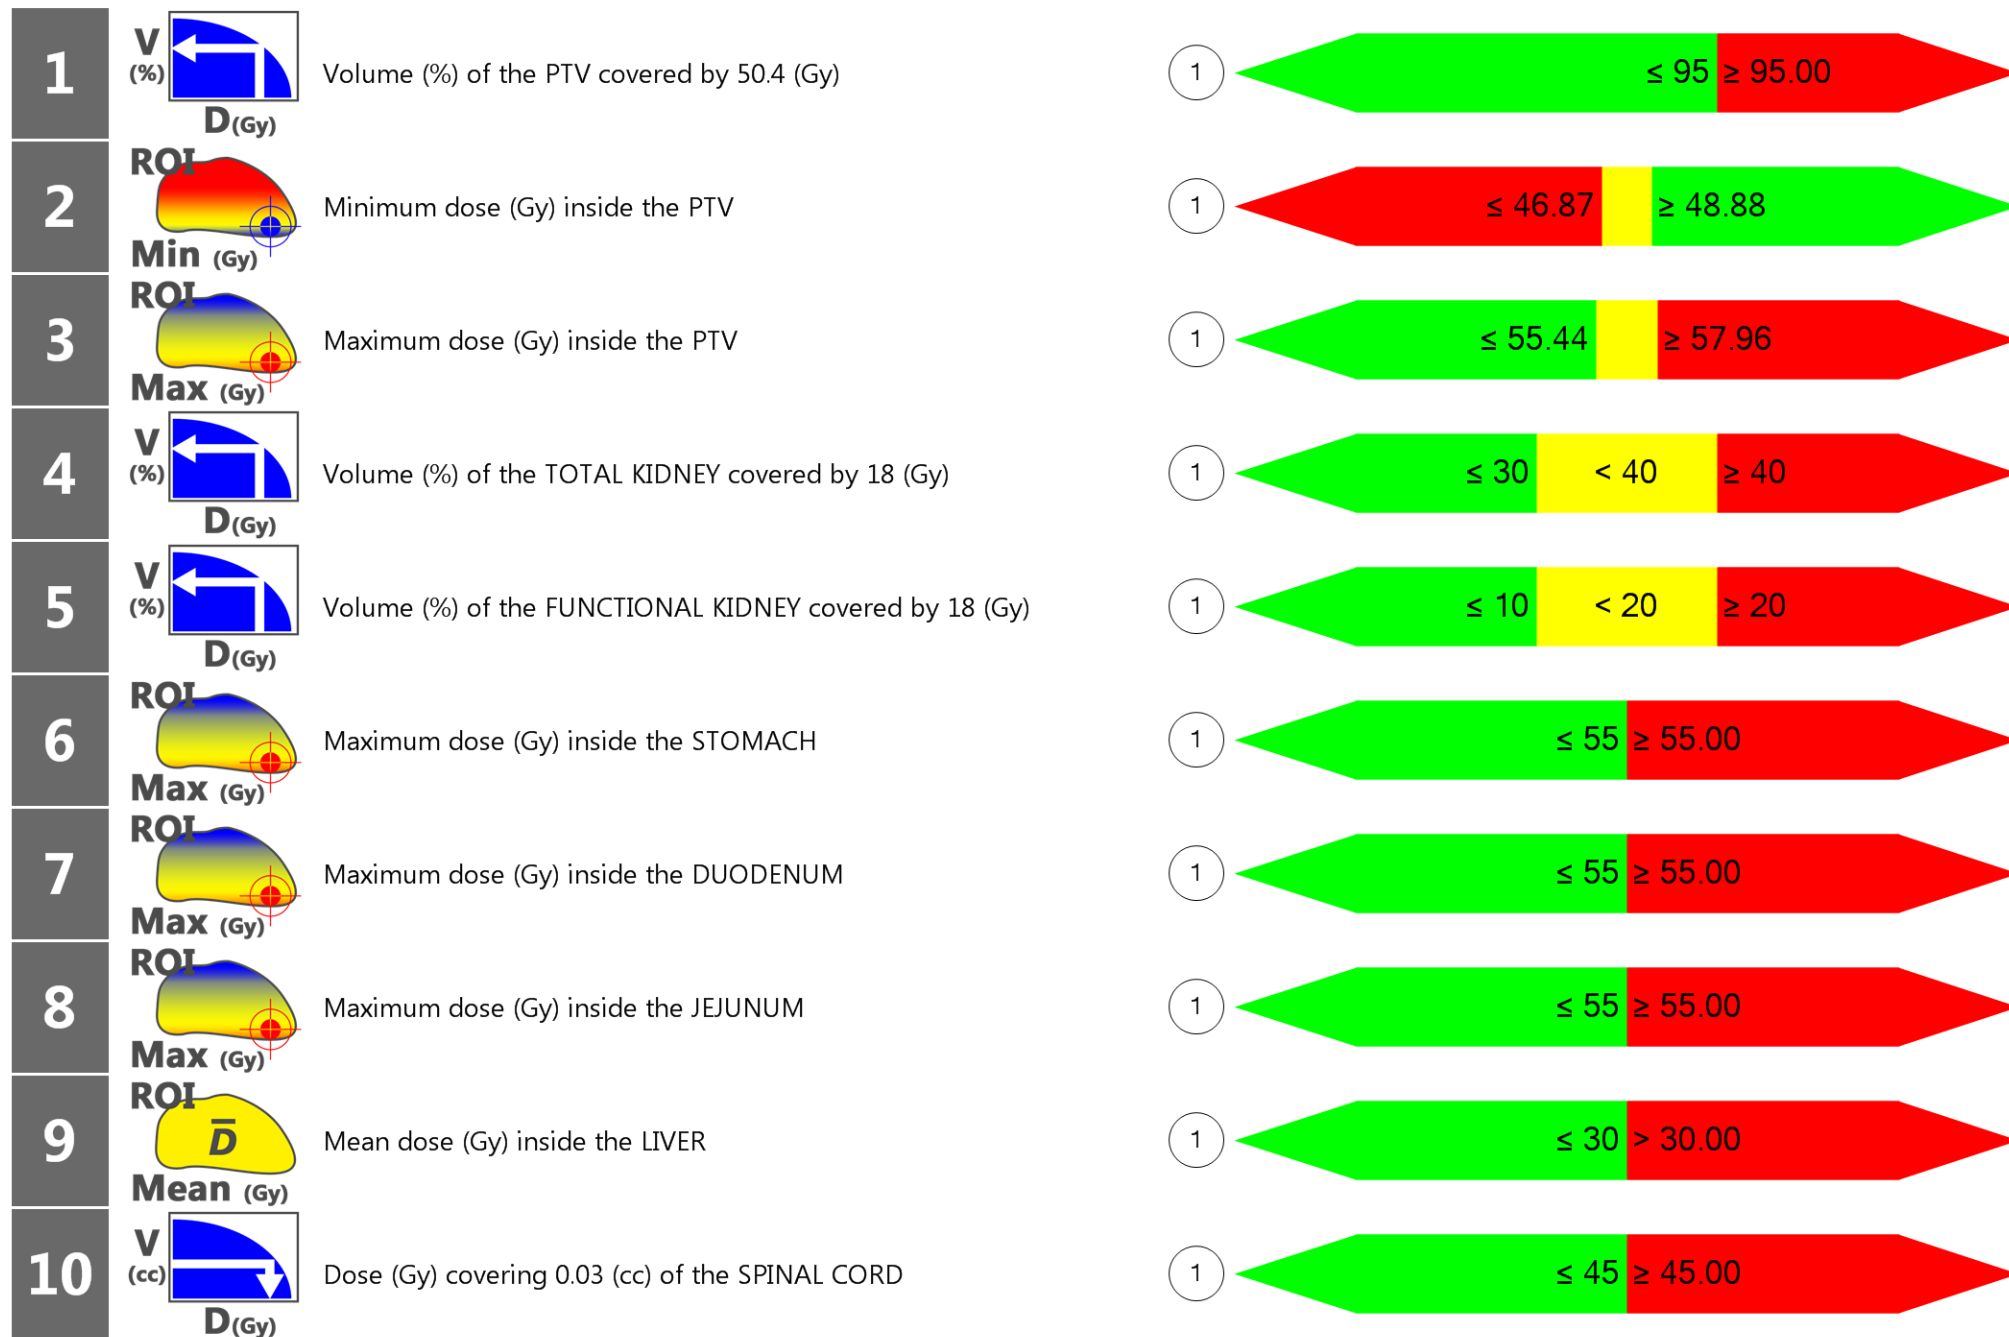 1 V (%) D(Gy) Volume (%) of the PTV covered by 50.4 (Gy) 1 ≤ 95 ≥ 95.00
2 ROI Min (Gy) Minimum dose (Gy) inside the PTV 1 ≤ 46.87 ≥ 48.88
3 ROI Max (Gy) Maximum dose (Gy) inside the PTV 1 ≤ 55.44 ≥ 57.96
4 V (%) D(Gy) Volume (%) of the TOTAL KIDNEY covered by 18 (Gy) 1 ≤ 30 < 40 ≥ 40
5 V (%) D(Gy) Volume (%) of the FUNCTIONAL KIDNEY covered by 18 (Gy) 1 ≤ 10 < 20 ≥ 20
6 ROI Max (Gy) Maximum dose (Gy) inside the STOMACH 1 ≤ 55 ≥ 55.00
7 ROI Max (Gy) Maximum dose (Gy) inside the DUODENUM 1 ≤ 55 ≥ 55.00
8 ROI Max (Gy) Maximum dose (Gy) inside the JEJUNUM 1 ≤ 55 ≥ 55.00
9 ROI D̅ Mean (Gy) Mean dose (Gy) inside the LIVER 1 ≤ 30 > 30.00
10 V (cc) D(Gy) Dose (Gy) covering 0.03 (cc) of the SPINAL CORD 1 ≤ 45 ≥ 45.00